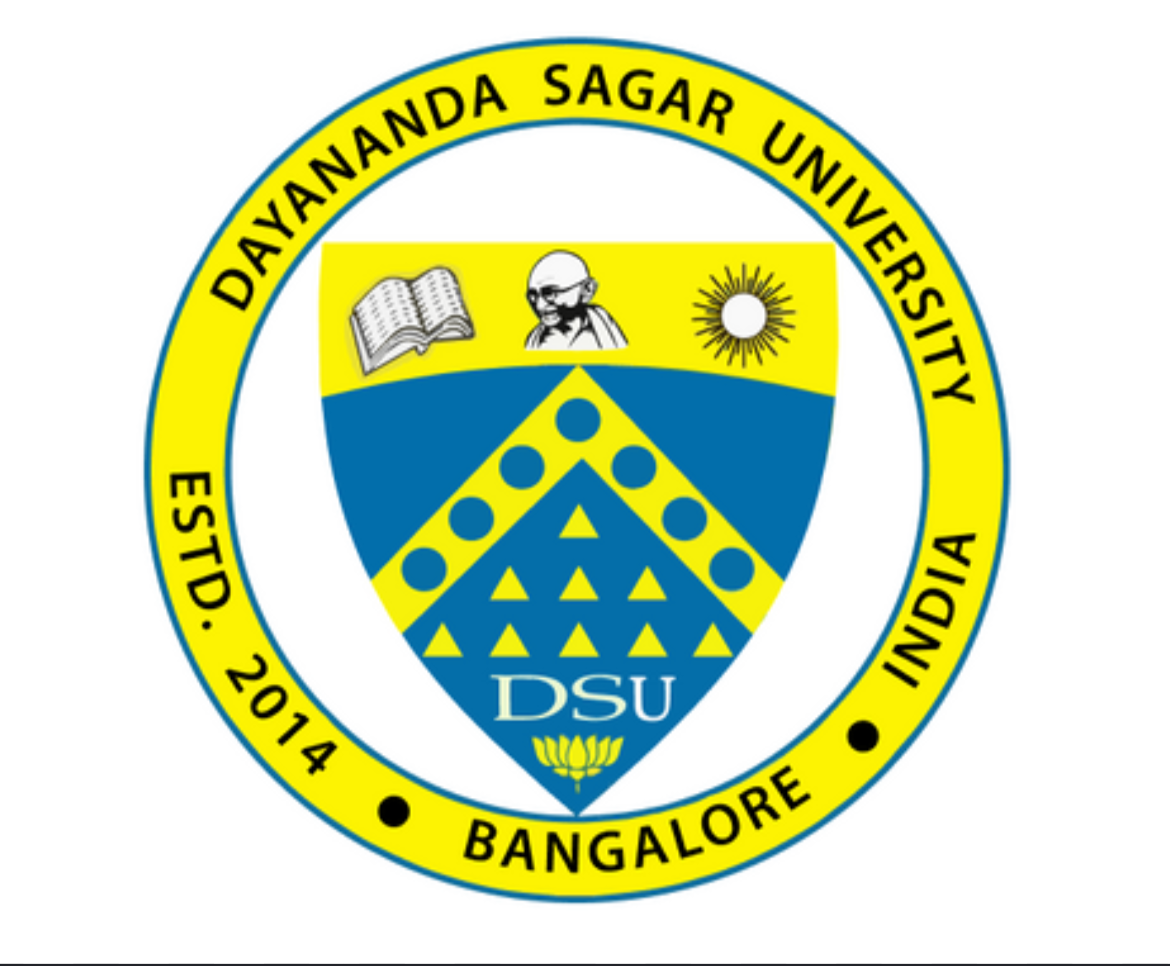 DAYANANDA SAGAR UNIVERSITY
ESTD. 2014 • BANGALORE • INDIA
DSU